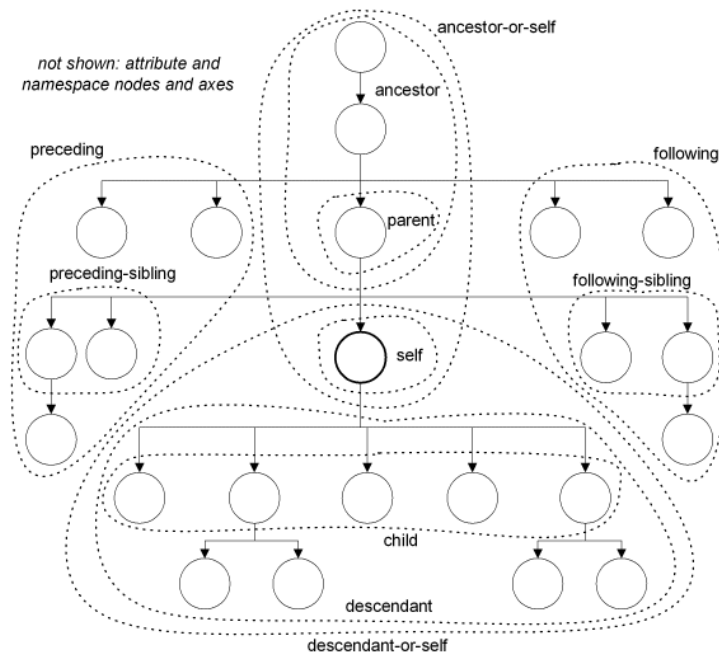 ancestor-or-self
not shown: attribute and
namespace nodes and axes
ancestor
preceding
following
parent
preceding-sibling
following-sibling
self
child
descendant
descendant-or-self